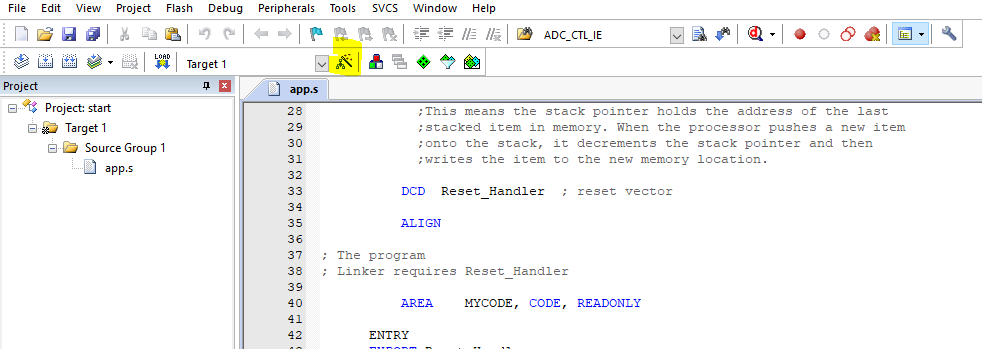 File Edit View Project Flash Debug Peripherals Tools SVCS Window Help
ADC_CTL_IE
LOAD Target 1
Project
app.s
Project: start
Target 1
Source Group 1
app.s
28 ;This means the stack pointer holds the address of the last
29 ;stacked item in memory. When the processor pushes a new item
30 ;onto the stack, it decrements the stack pointer and then
31 ;writes the item to the new memory location.
32
33 DCD Reset_Handler ; reset vector
34
35 ALIGN
36
37 ; The program
38 ; Linker requires Reset_Handler
39
40 AREA MYCODE, CODE, READONLY
41
42 ENTRY